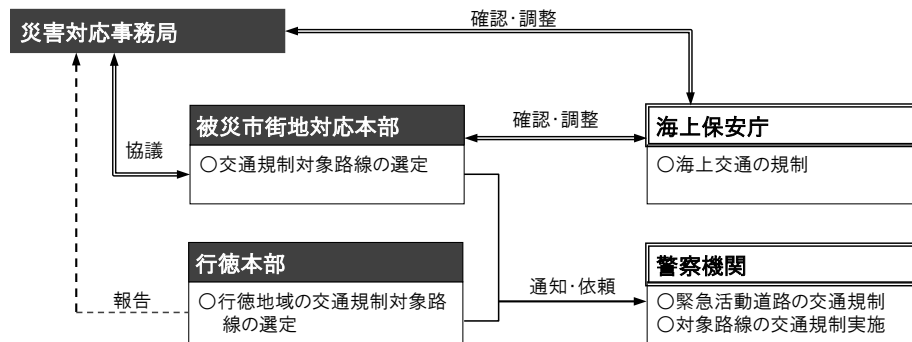 確認・調整
災害対応事務局
被災市街地対応本部
確認・調整
海上保安庁
協議
○交通規制対象路線の選定
○海上交通の規制
行徳本部
警察機関
通知・依頼
報告
○行徳地域の交通規制対象路
線の選定
○緊急活動道路の交通規制
○対象路線の交通規制実施